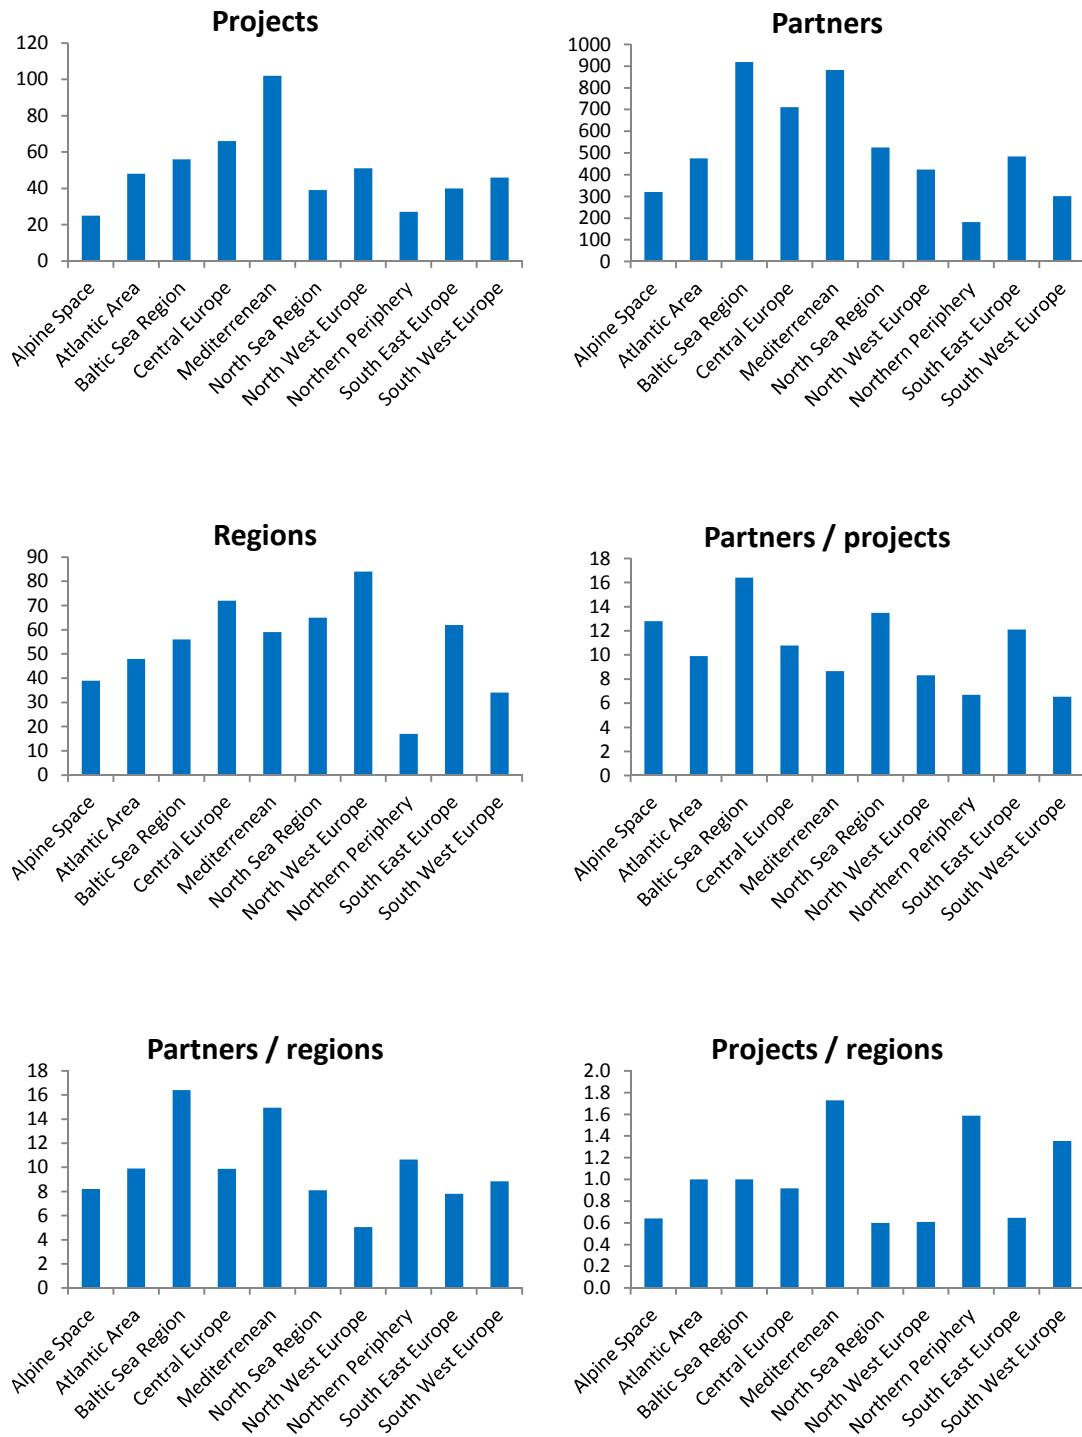 Projects
120
100
80
60
40
20
0
Alpine Space
Atlantic Area
Baltic Sea Region
Central Europe
Mediterrenean
North Sea Region
North West Europe
Northern Periphery
South East Europe
South West Europe
Partners
1000
900
800
700
600
500
400
300
200
100
0
Alpine Space
Atlantic Area
Baltic Sea Region
Central Europe
Mediterrenean
North Sea Region
North West Europe
Northern Periphery
South East Europe
South West Europe
Regions
90
80
70
60
50
40
30
20
10
0
Alpine Space
Atlantic Area
Baltic Sea Region
Central Europe
Mediterrenean
North Sea Region
North West Europe
Northern Periphery
South East Europe
South West Europe
Partners / projects
18
16
14
12
10
8
6
4
2
0
Alpine Space
Atlantic Area
Baltic Sea Region
Central Europe
Mediterrenean
North Sea Region
North West Europe
Northern Periphery
South East Europe
South West Europe
Partners / regions
18
16
14
12
10
8
6
4
2
0
Alpine Space
Atlantic Area
Baltic Sea Region
Central Europe
Mediterrenean
North Sea Region
North West Europe
Northern Periphery
South East Europe
South West Europe
Projects / regions
2.0
1.8
1.6
1.4
1.2
1.0
0.8
0.6
0.4
0.2
0.0
Alpine Space
Atlantic Area
Baltic Sea Region
Central Europe
Mediterrenean
North Sea Region
North West Europe
Northern Periphery
South East Europe
South West Europe